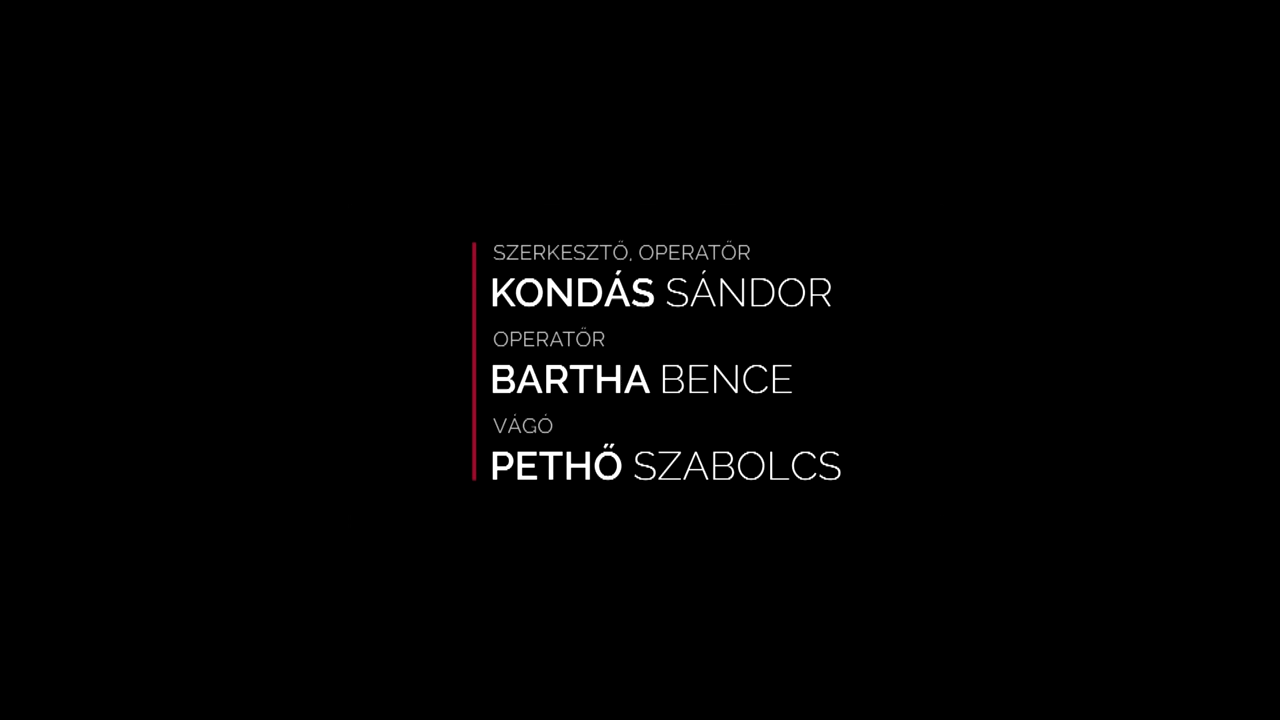 SZERKESZTŐ, OPERATŐR
KONDÁS SÁNDOR
OPERATŐR
BARTHA BENCE
VÁGÓ
PETHŐ SZABOLCS